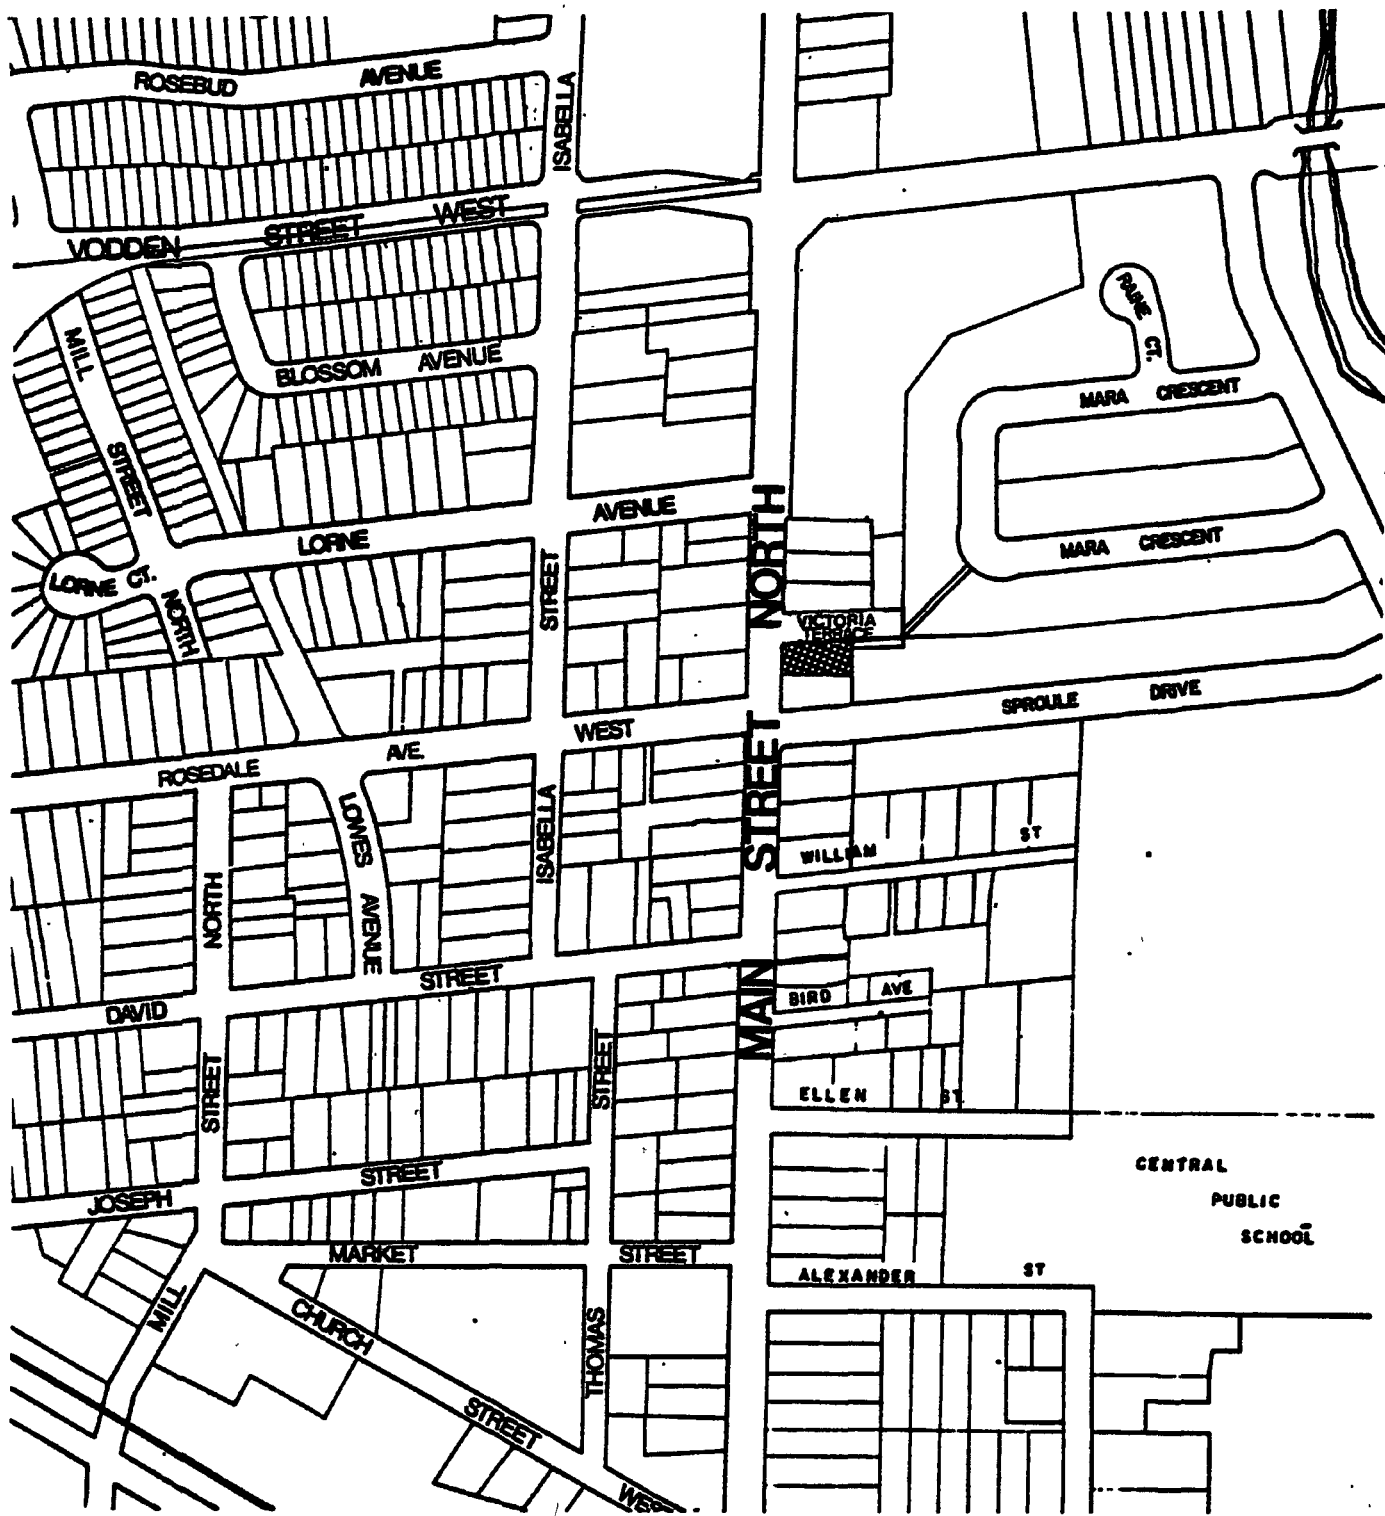 ROSEBUD AVENUE
ISABELLA
VODDEN STREET WEST
RAINE CT.
MILL
STREET
BLOSSOM AVENUE
MARA CRESCENT
LORNE AVENUE
MARA CRESCENT
LORNE CT.
NORTH
STREET
NORTH
VICTORIA
TERRACE
SPROULE DRIVE
ROSEDALE AVE. WEST
STREET
LOWES AVENUE
ISABELLA
WILLIAM ST
NORTH
STREET
DAVID
MAIN
BIRD AVE
STREET
STREET
ELLEN ST.
JOSEPH STREET
CENTRAL
PUBLIC
SCHOOL
MARKET STREET
ALEXANDER ST
MILL
CHURCH
THOMAS
STREET
WEST